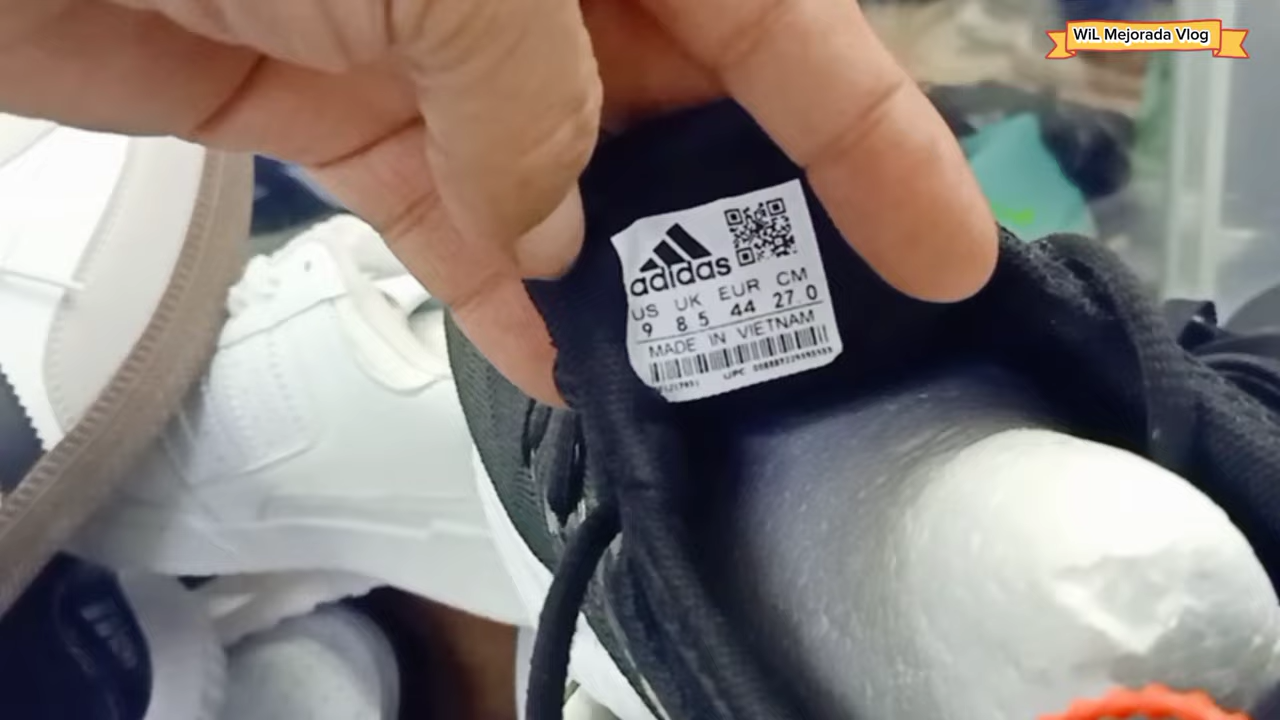 WiL Mejorada Vlog
adidas
US UK EUR CM
9 8 5 44 27.0
MADE IN VIETNAM
UPC